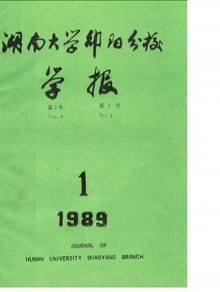 湖南大学邵阳分校
学报
第2卷 第1期
Vol.2 No.1
1
1989
JOURNAL OF
HUNAN UNIVERSITY SHAOYANG BRANCH